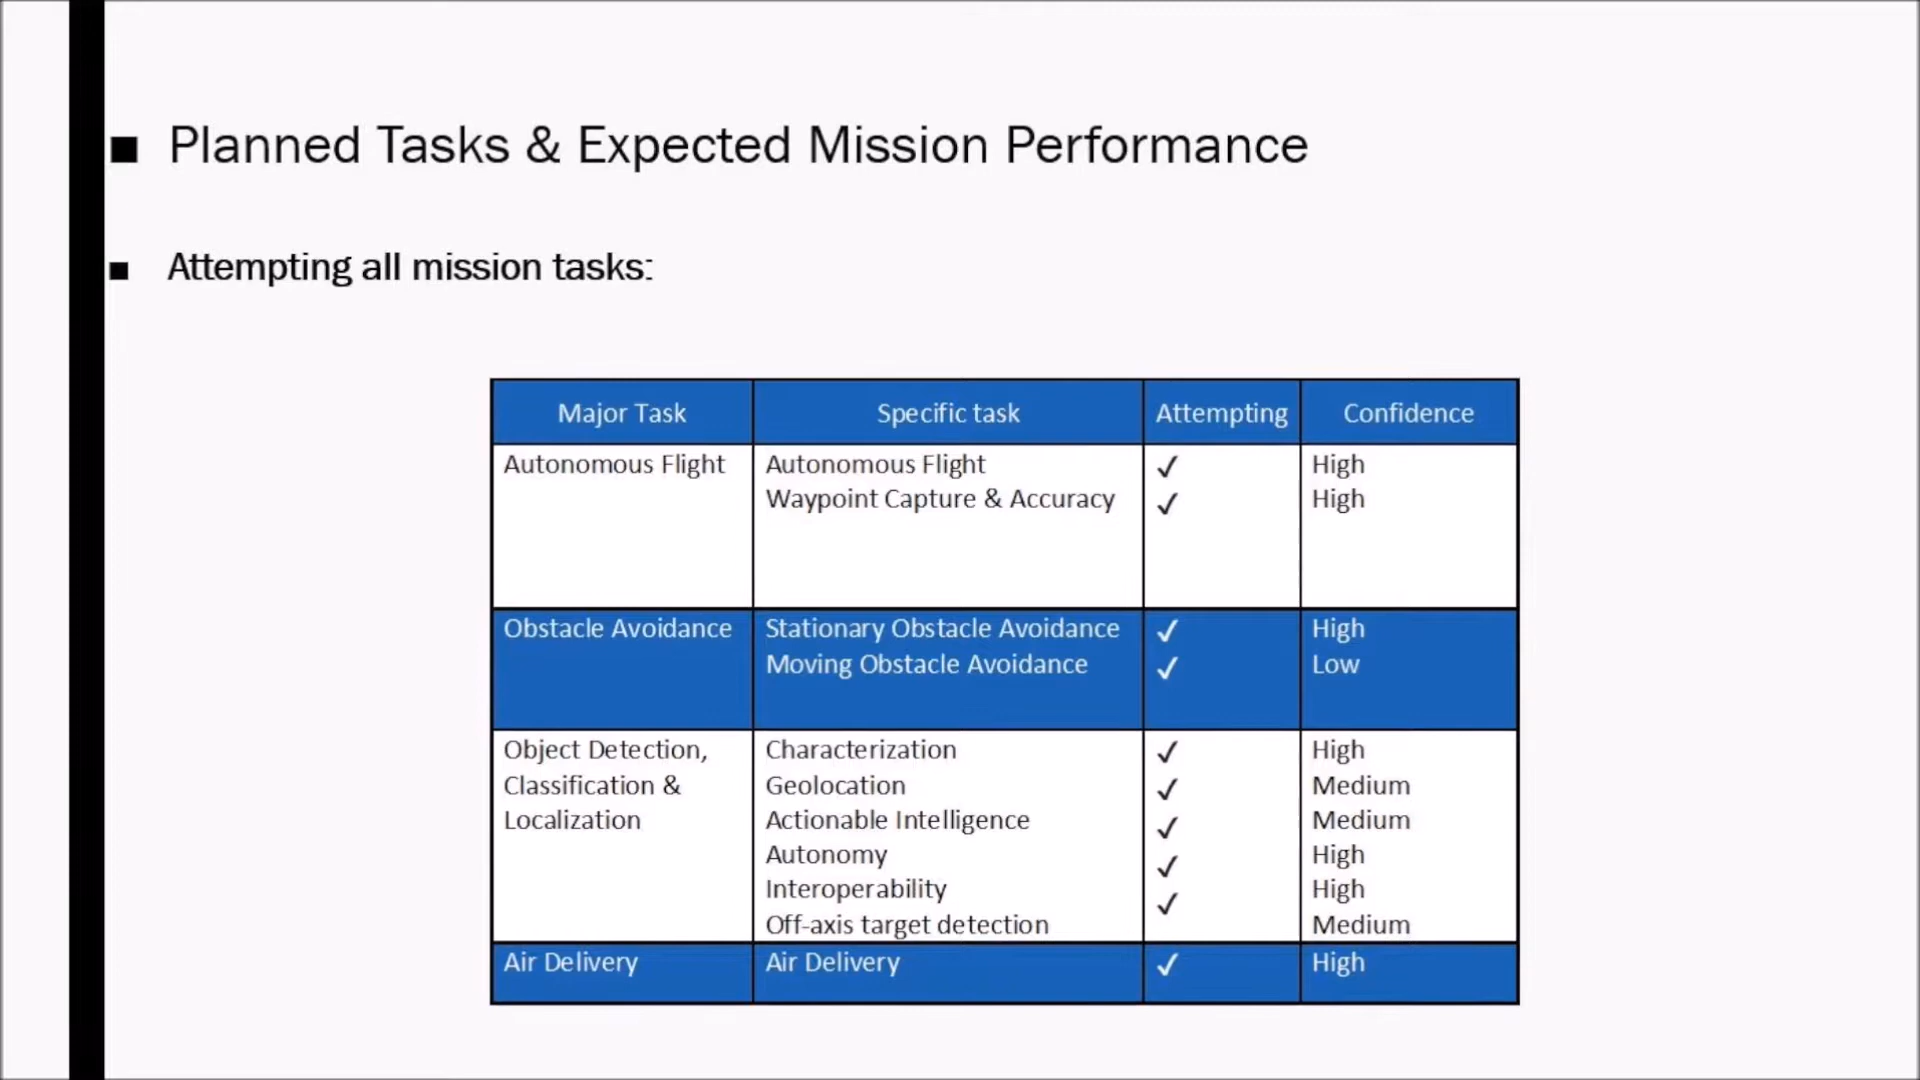 Planned Tasks & Expected Mission Performance
Attempting all mission tasks:
Major Task Specific task Attempting Confidence
Autonomous Flight Autonomous Flight ✓ High
Waypoint Capture & Accuracy ✓ High
Obstacle Avoidance Stationary Obstacle Avoidance ✓ High
Moving Obstacle Avoidance ✓ Low
Object Detection, Characterization ✓ High
Classification & Geolocation ✓ Medium
Localization Actionable Intelligence ✓ Medium
Autonomy ✓ High
Interoperability ✓ High
Off-axis target detection Medium
Air Delivery Air Delivery ✓ High